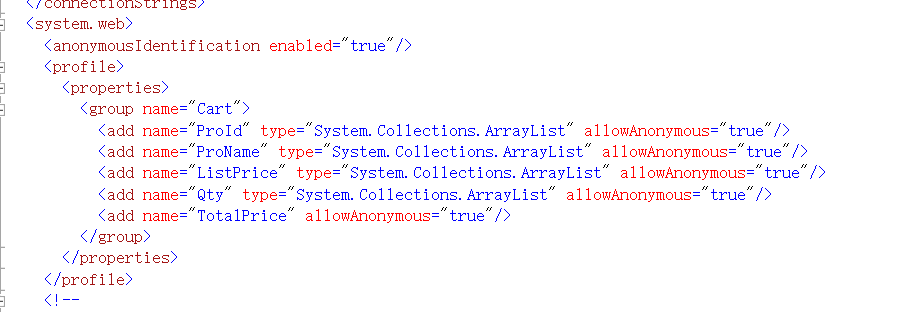 </connectionStrings>
<system.web>
<anonymousIdentification enabled="true"/>
<profile>
<properties>
<group name="Cart">
<add name="ProId" type="System.Collections.ArrayList" allowAnonymous="true"/>
<add name="ProName" type="System.Collections.ArrayList" allowAnonymous="true"/>
<add name="ListPrice" type="System.Collections.ArrayList" allowAnonymous="true"/>
<add name="Qty" type="System.Collections.ArrayList" allowAnonymous="true"/>
<add name="TotalPrice" allowAnonymous="true"/>
</group>
</properties>
</profile>
<!--